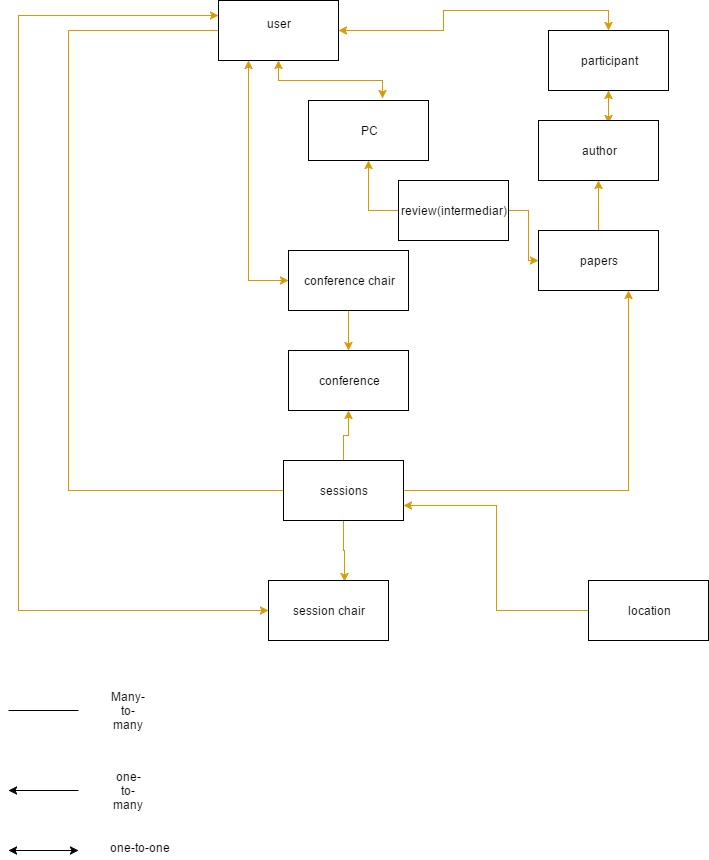 user
participant
PC
author
review(intermediar)
papers
conference chair
conference
sessions
session chair
location
Many-
to-
many
one-
to-
many
one-to-one